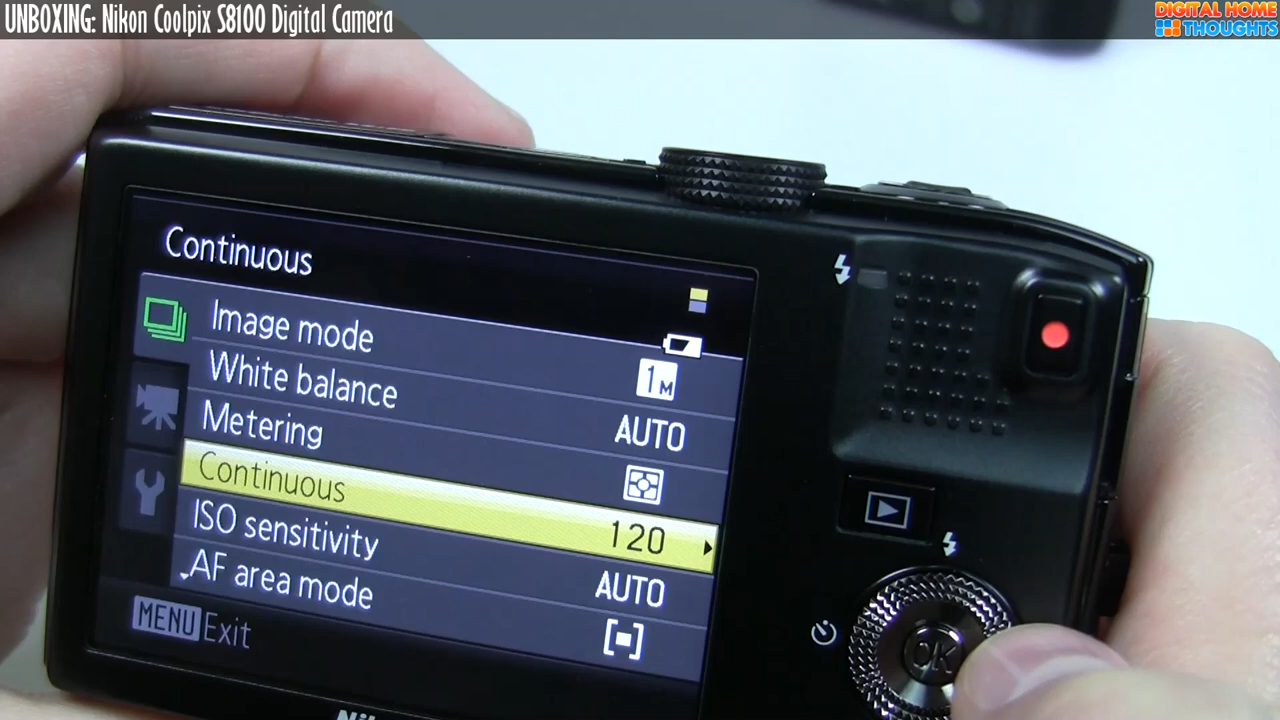 UNBOXING: Nikon Coolpix S8100 Digital Camera
DIGITAL HOME
THOUGHTS
Continuous
Image mode
1M
White balance
AUTO
Metering
Continuous
120
ISO sensitivity
AUTO
AF area mode
MENU Exit
OK